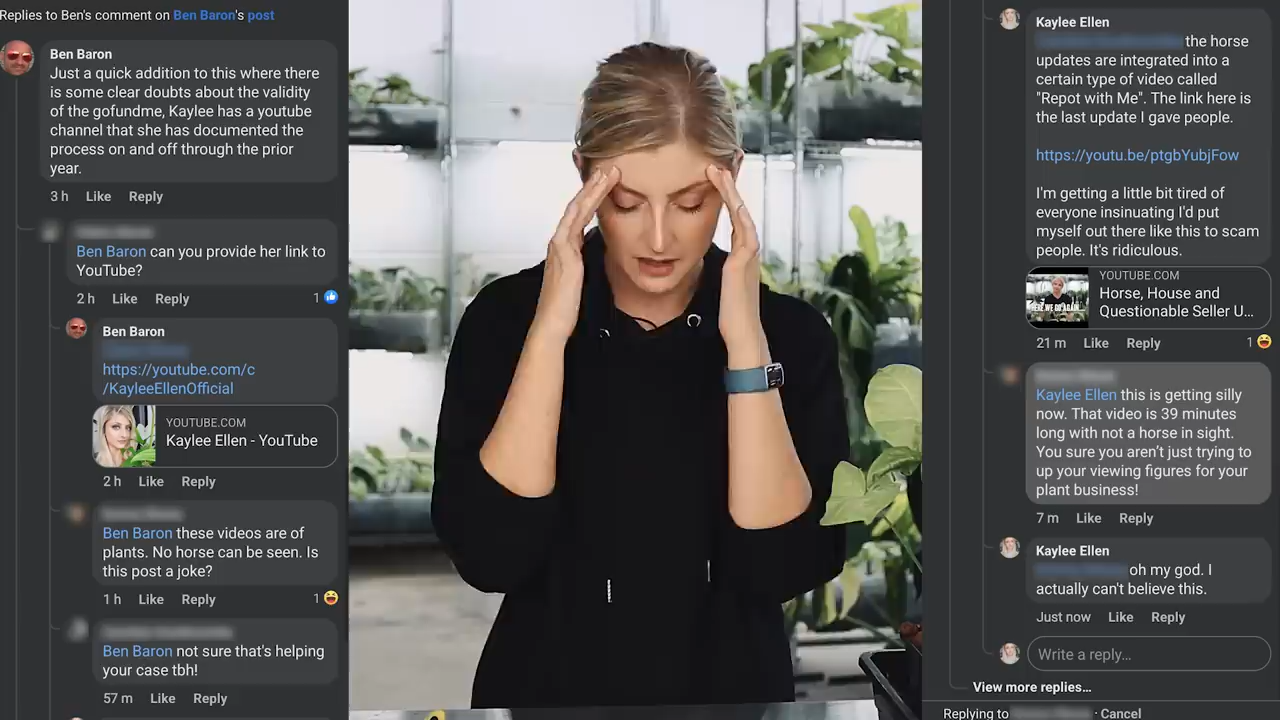 Replies to Ben's comment on Ben Baron's post
Ben Baron
Just a quick addition to this where there
is some clear doubts about the validity
of the gofundme, Kaylee has a youtube
channel that she has documented the
process on and off through the prior
year.
3 h Like Reply
Ben Baron can you provide her link to
YouTube?
2 h Like Reply 1
Ben Baron
https://youtube.com/c
/KayleeEllenOfficial
YOUTUBE.COM
Kaylee Ellen - YouTube
2 h Like Reply
Ben Baron these videos are of
plants. No horse can be seen. Is
this post a joke?
1 h Like Reply 1
Ben Baron not sure that's helping
your case tbh!
57 m Like Reply
Kaylee Ellen
the horse
updates are integrated into a
certain type of video called
"Repot with Me". The link here is
the last update I gave people.
https://youtu.be/ptgbYubjFow
I'm getting a little bit tired of
everyone insinuating I'd put
myself out there like this to scam
people. It's ridiculous.
YOUTUBE.COM
Horse, House and
Questionable Seller U...
HERE WE GO AGAIN
21 m Like Reply 1
Kaylee Ellen this is getting silly
now. That video is 39 minutes
long with not a horse in sight.
You sure you aren't just trying to
up your viewing figures for your
plant business!
7 m Like Reply
Kaylee Ellen
oh my god. I
actually can't believe this.
Just now Like Reply
Write a reply...
View more replies...
Replying to · Cancel